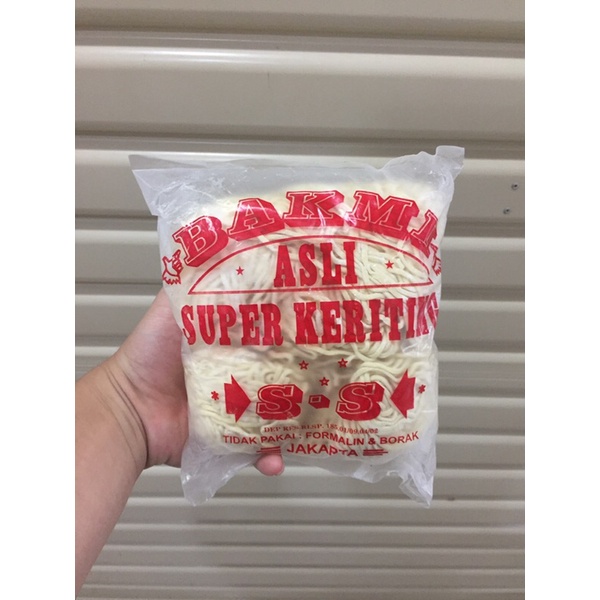 BAKMI
ASLI
SUPER KERITING
S - S
TIDAK PAKAI : FORMALIN & BORAK
JAKARTA